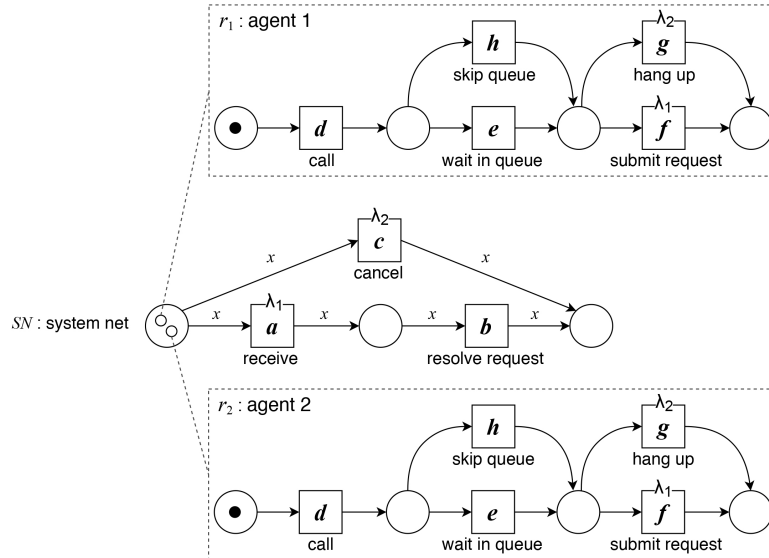 r₁ : agent 1
h
λ₂
g
skip queue
hang up
d
e
λ₁
f
call
wait in queue
submit request
λ₂
c
x
x
cancel
SN : system net
x
λ₁
a
x
x
b
x
receive
resolve request
r₂ : agent 2
h
λ₂
g
skip queue
hang up
d
e
λ₁
f
call
wait in queue
submit request